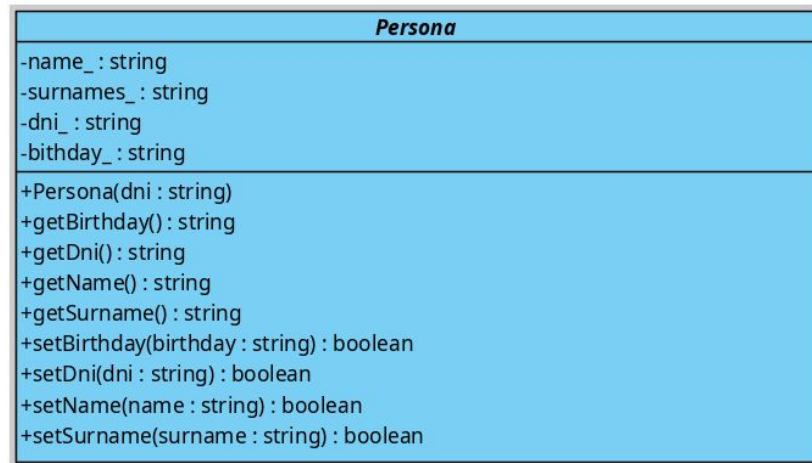 Persona
-name_ : string
-surnames_ : string
-dni_ : string
-bithday_ : string
+Persona(dni : string)
+getBirthday() : string
+getDni() : string
+getName() : string
+getSurname() : string
+setBirthday(birthday : string) : boolean
+setDni(dni : string) : boolean
+setName(name : string) : boolean
+setSurname(surname : string) : boolean